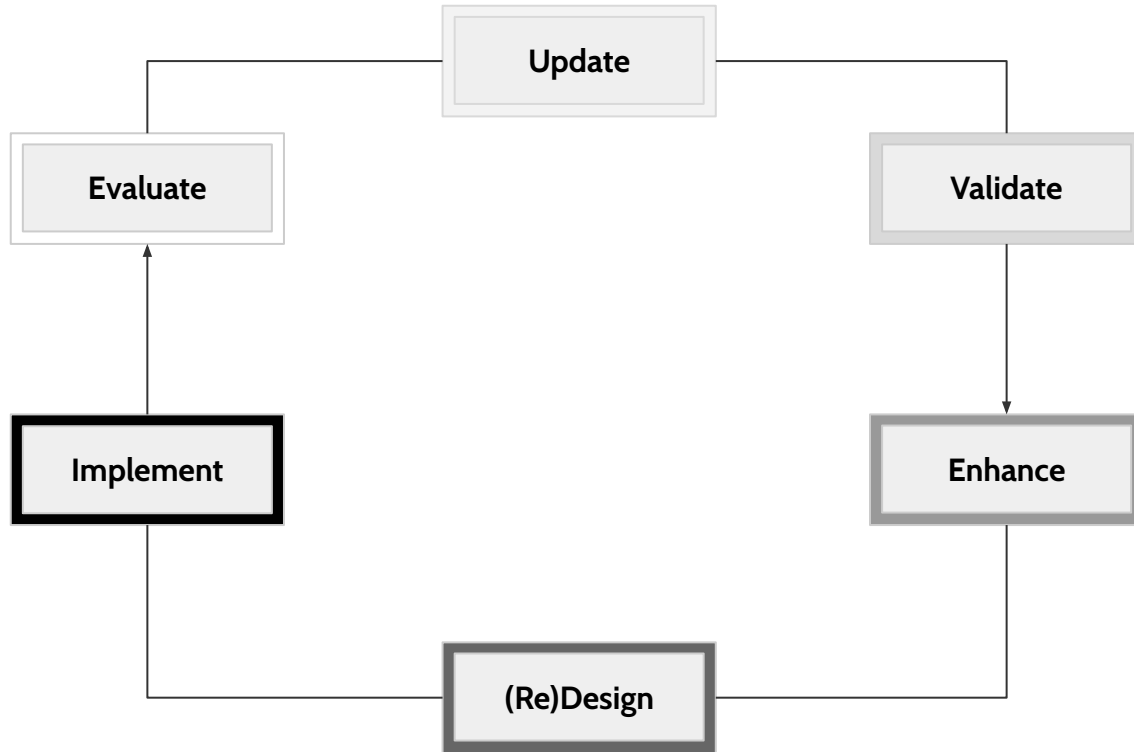 Update
Evaluate
Validate
Implement
Enhance
(Re)Design